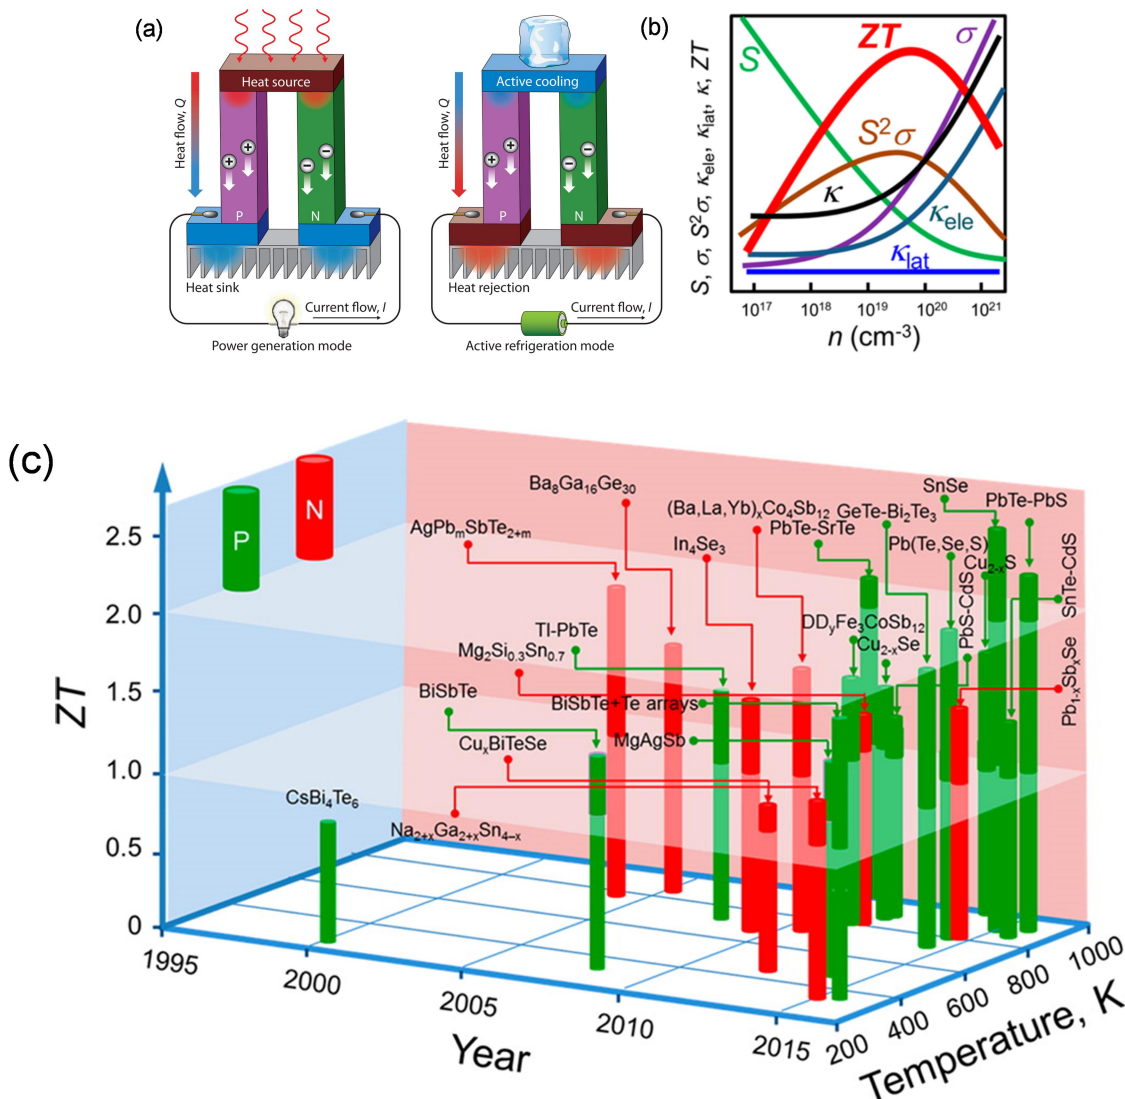 (a)
Heat source
Heat flow, Q
+
+
−
−
P
N
Heat sink
Current flow, I
Power generation mode
Active cooling
Heat flow, Q
+
+
−
−
P
N
Heat rejection
Current flow, I
Active refrigeration mode
(b)
S, σ, S²σ, κₑₗₑ, κₗₐₜ, κ, ZT
S
ZT
σ
S²σ
κ
κₑₗₑ
κₗₐₜ
10¹⁷ 10¹⁸ 10¹⁹ 10²⁰ 10²¹
n (cm⁻³)
(c)
P
N
ZT
2.5
2.0
1.5
1.0
0.5
0
CsBi₄Te₆
AgPbₘSbTe₂₊ₘ
Ba₈Ga₁₆Ge₃₀
(Ba,La,Yb)ₓCo₄Sb₁₂
In₄Se₃
PbTe-SrTe
GeTe-Bi₂Te₃
SnSe
PbTe-PbS
Pb(Te,Se,S)
Cu₂₋ₓS
SnTe-CdS
PbS-CdS
DDᵧFe₃CoSb₁₂
Cu₂₋ₓSe
Pb₁₋ₓSbₓSe
TI-PbTe
Mg₂Si₀.₃Sn₀.₇
BiSbTe
BiSbTe+Te arrays
CuₓBiTeSe
MgAgSb
Na₂₊ₓGa₂₊ₓSn₄₋ₓ
1995
2000
2005
2010
2015
Year
200
400
600
800
1000
Temperature, K